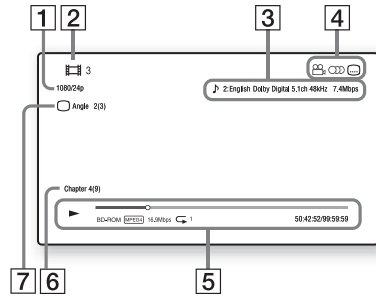 1 2 3 4
3
1080/24p
2:English Dolby Digital 5.1ch 48kHz 7.4Mbps
Angle 2(3)
Chapter 4(9)
BD-ROM MPEG4 16.9Mbps 1 50:42:52/99:59:59
7 6 5